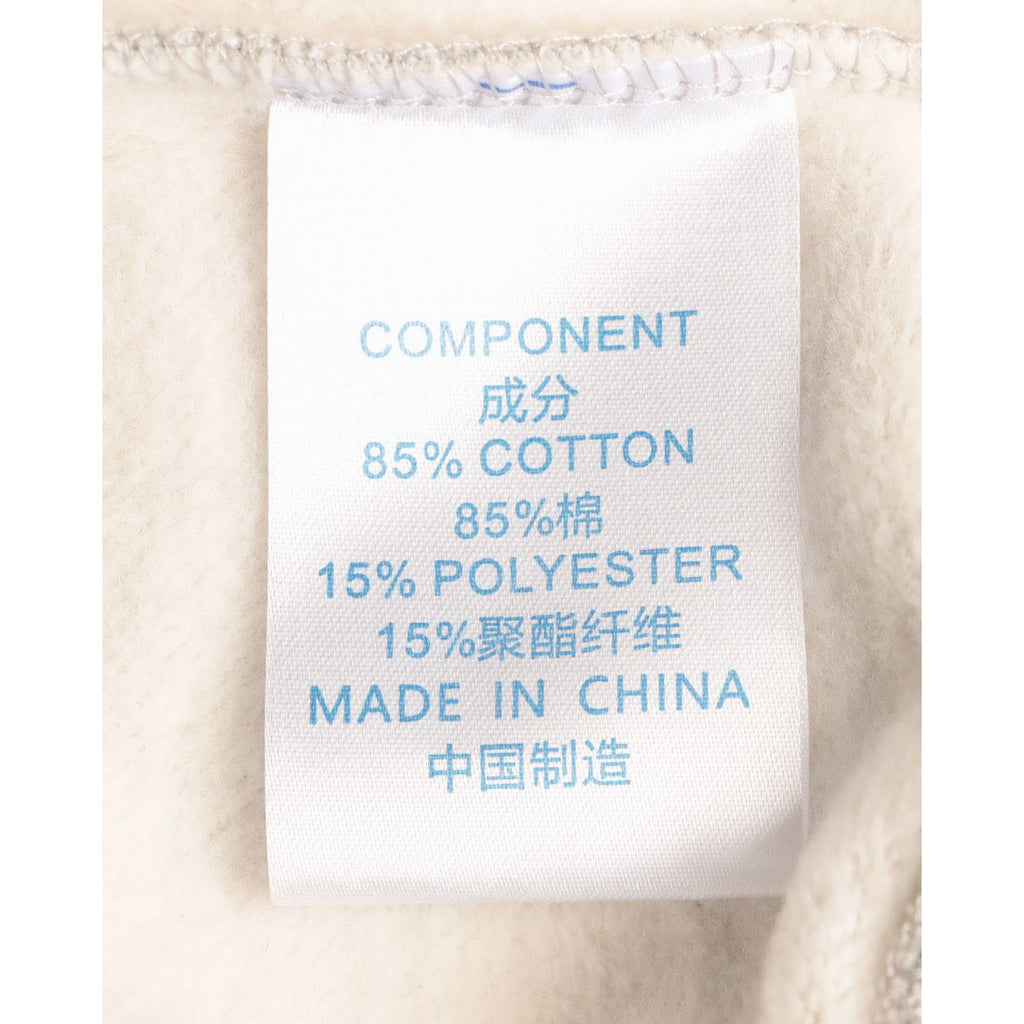 COMPONENT
成分
85% COTTON
85%棉
15% POLYESTER
15%聚酯纤维
MADE IN CHINA
中国制造